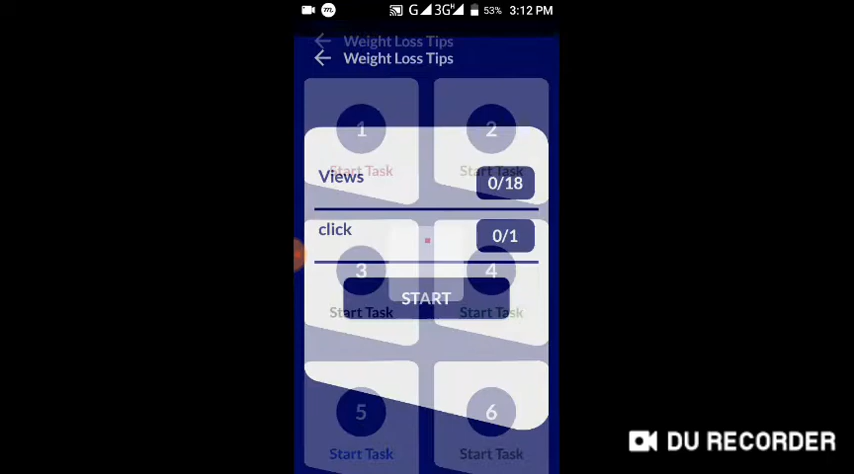 G 3G H 53% 3:12 PM
Weight Loss Tips
Weight Loss Tips
1 2
Start Task Start Task
Views 0/18
click 0/1
3 4
START
Start Task Start Task
5 6
Start Task Start Task
DU RECORDER